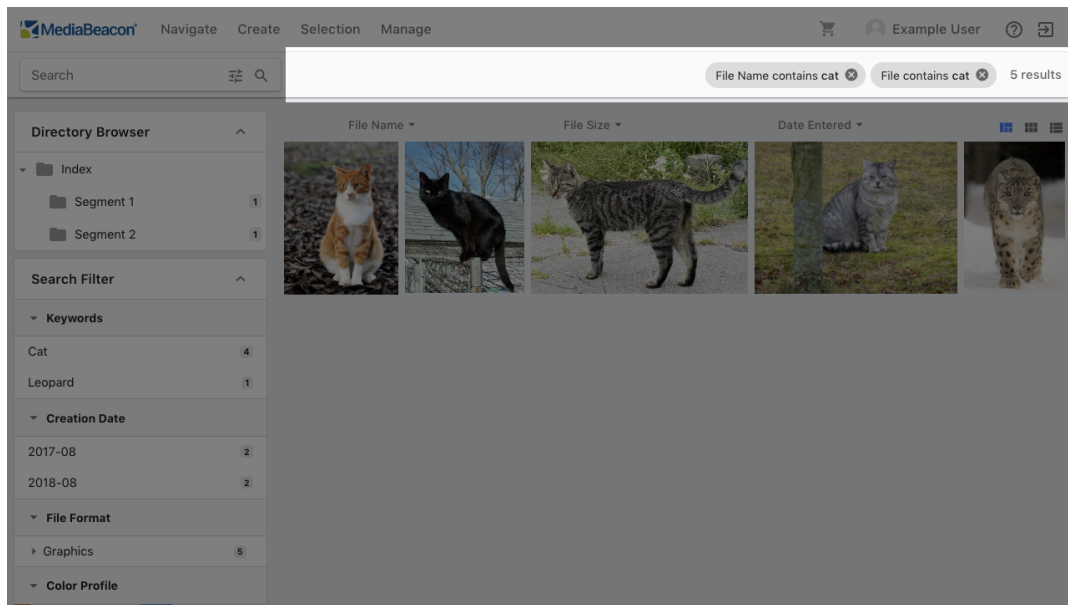 MediaBeacon® Navigate Create Selection Manage Example User
Search File Name contains cat File contains cat 5 results
Directory Browser
File Name File Size Date Entered
Index
Segment 1 1
Segment 2 1
Search Filter
Keywords
Cat 4
Leopard 1
Creation Date
2017-08 2
2018-08 2
File Format
Graphics 5
Color Profile